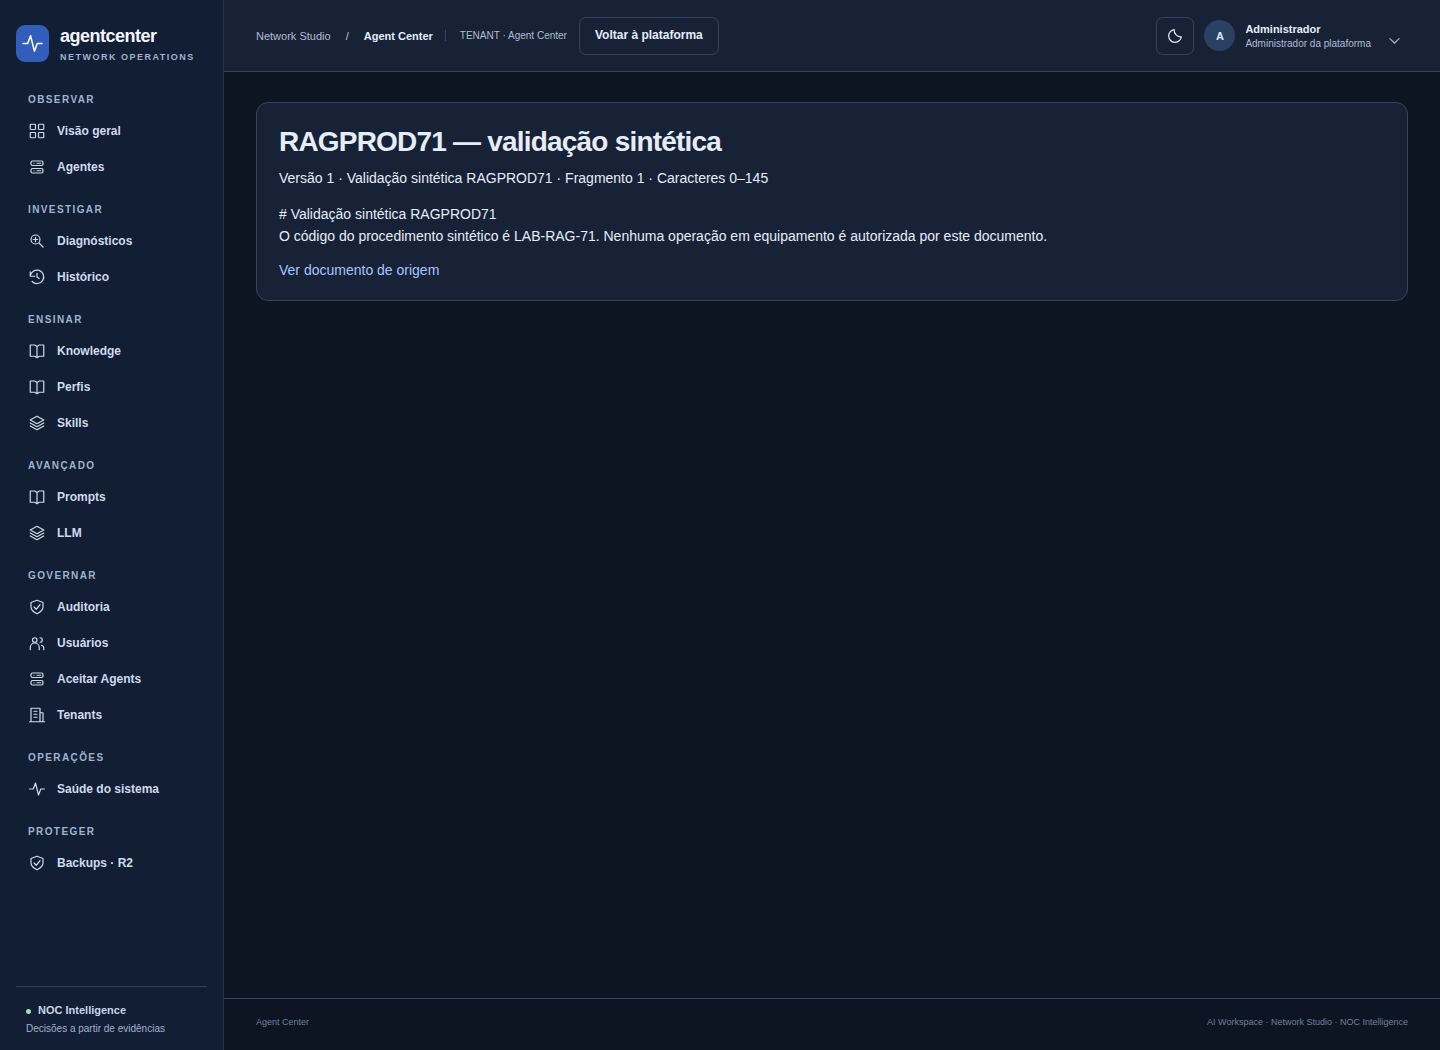 agentcenter
NETWORK OPERATIONS
OBSERVAR
Visão geral
Agentes
INVESTIGAR
Diagnósticos
Histórico
ENSINAR
Knowledge
Perfis
Skills
AVANÇADO
Prompts
LLM
GOVERNAR
Auditoria
Usuários
Aceitar Agents
Tenants
OPERAÇÕES
Saúde do sistema
PROTEGER
Backups · R2
NOC Intelligence
Decisões a partir de evidências
Network Studio / Agent Center TENANT · Agent Center Voltar à plataforma
A
Administrador
Administrador da plataforma
RAGPROD71 — validação sintética
Versão 1 · Validação sintética RAGPROD71 · Fragmento 1 · Caracteres 0–145
# Validação sintética RAGPROD71
O código do procedimento sintético é LAB-RAG-71. Nenhuma operação em equipamento é autorizada por este documento.
Ver documento de origem
Agent Center
AI Workspace · Network Studio · NOC Intelligence